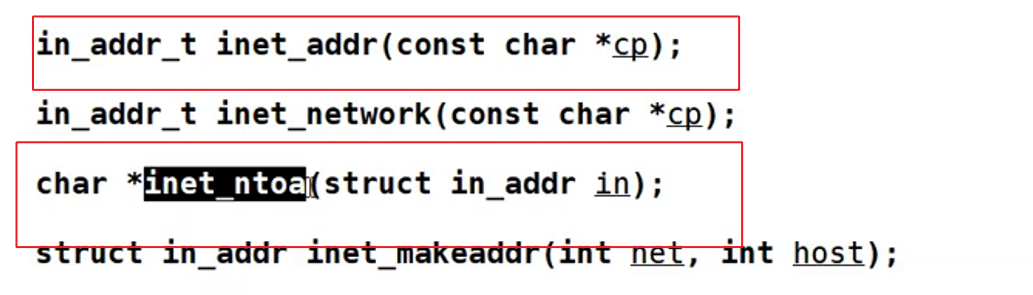 in_addr_t inet_addr(const char *cp);
in_addr_t inet_network(const char *cp);
char *inet_ntoa(struct in_addr in);
struct in_addr inet_makeaddr(int net, int host);